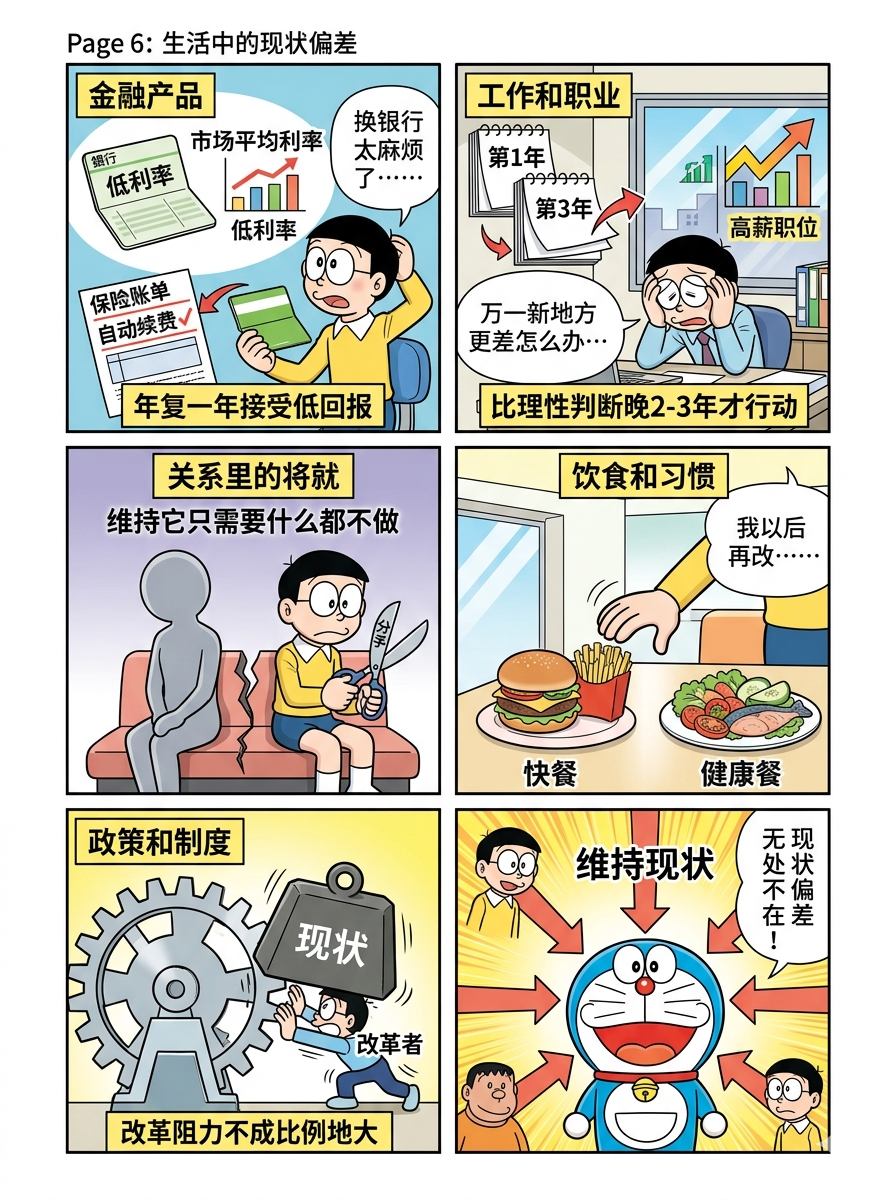 Page 6: 生活中的现状偏差
金融产品
銀行
低利率
市场平均利率
低利率
换银行
太麻烦
了……
保险账单
自动续费✓
年复一年接受低回报
工作和职业
第1年
第3年
高薪职位
万一新地方
更差怎么办…
比理性判断晚2-3年才行动
关系里的将就
维持它只需要什么都不做
分手
饮食和习惯
我以后
再改……
快餐
健康餐
政策和制度
现状
改革者
改革阻力不成比例地大
维持现状
现状偏差
无处不在！